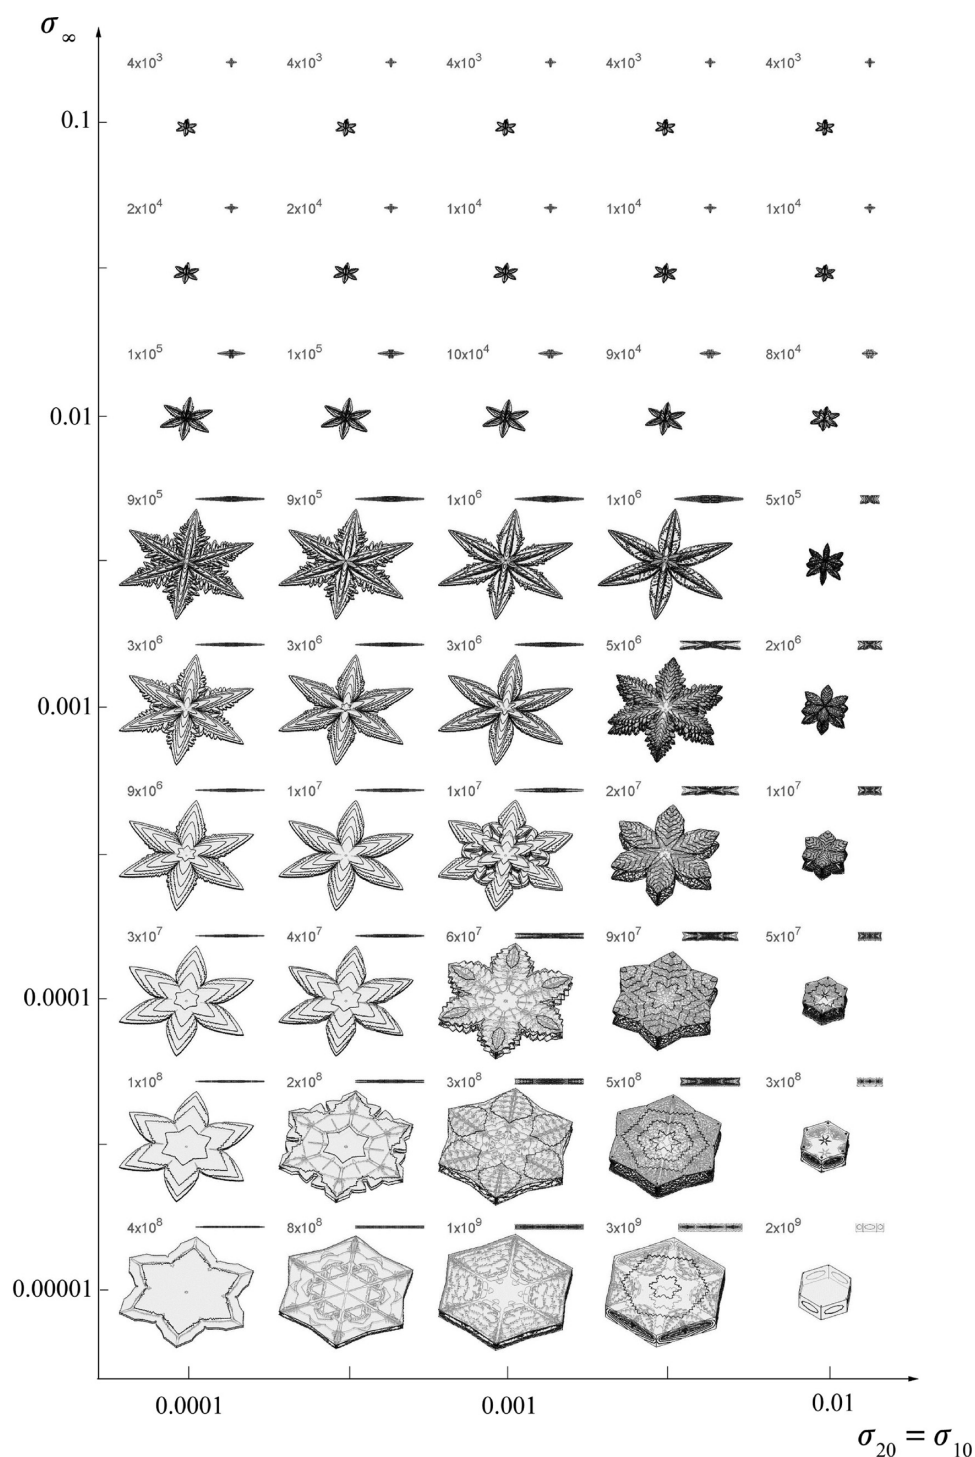 σ∞
4x10³ 4x10³ 4x10³ 4x10³ 4x10³
0.1
2x10⁴ 2x10⁴ 1x10⁴ 1x10⁴ 1x10⁴
1x10⁵ 1x10⁵ 10x10⁴ 9x10⁴ 8x10⁴
0.01
9x10⁵ 9x10⁵ 1x10⁶ 1x10⁶ 5x10⁵
3x10⁶ 3x10⁶ 3x10⁶ 5x10⁶ 2x10⁶
0.001
9x10⁶ 1x10⁷ 1x10⁷ 2x10⁷ 1x10⁷
3x10⁷ 4x10⁷ 6x10⁷ 9x10⁷ 5x10⁷
0.0001
1x10⁸ 2x10⁸ 3x10⁸ 5x10⁸ 3x10⁸
4x10⁸ 8x10⁸ 1x10⁹ 3x10⁹ 2x10⁹
0.00001
0.0001 0.001 0.01
σ₂₀ = σ₁₀